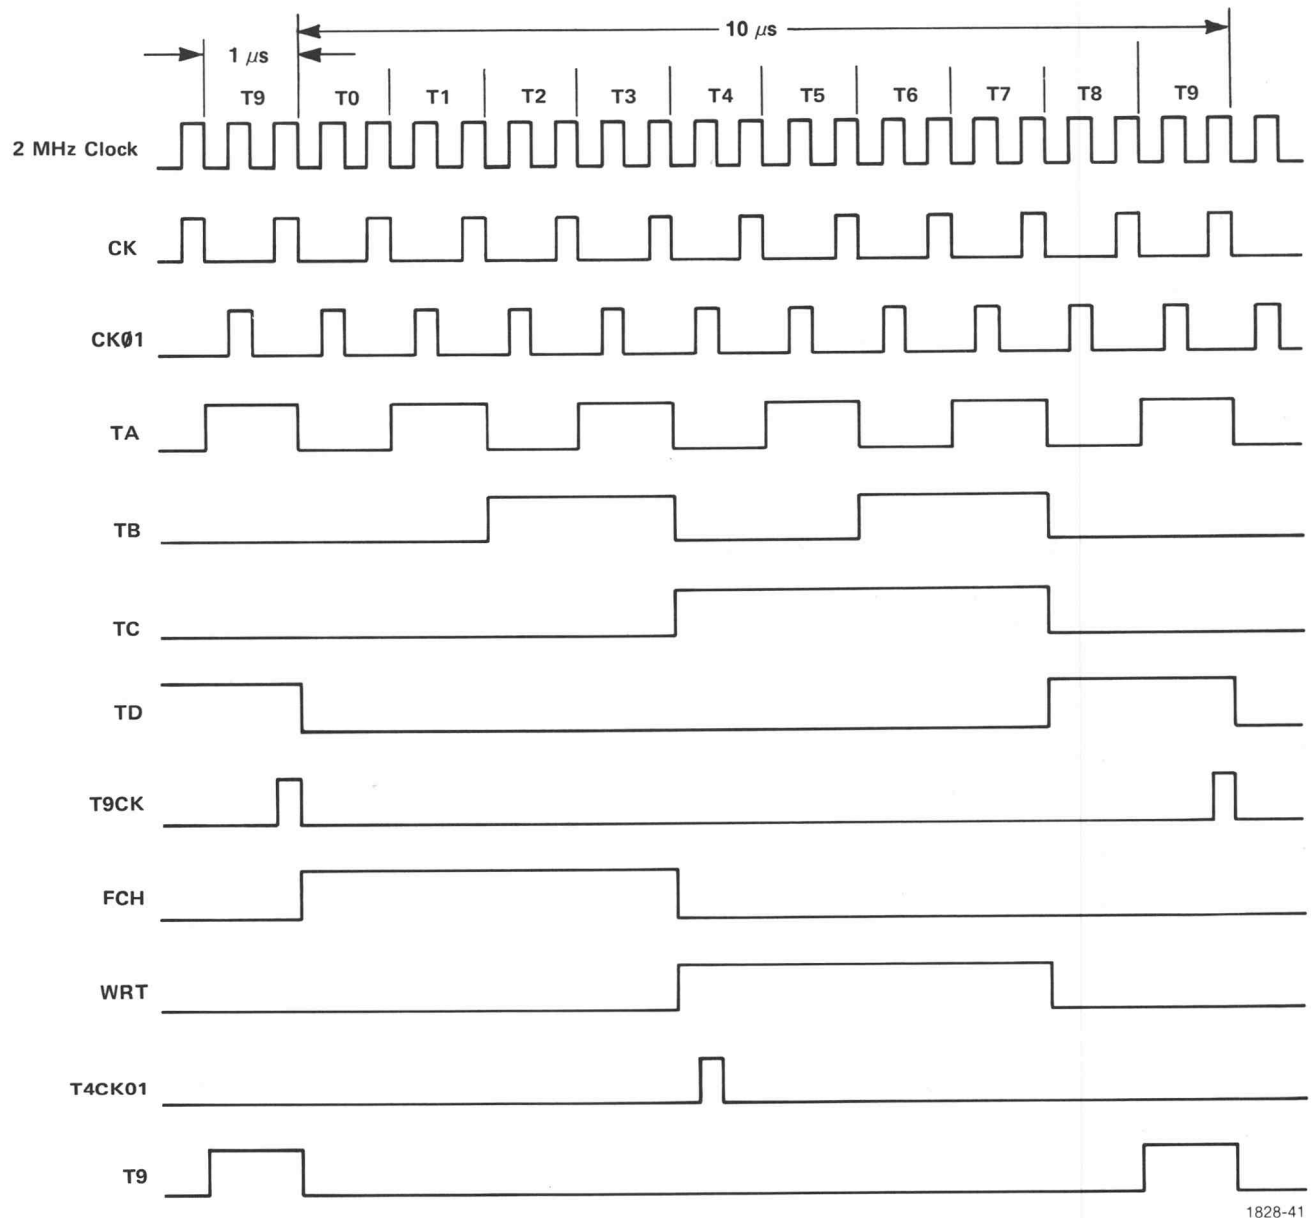 10 μs
1 μs
T9 T0 T1 T2 T3 T4 T5 T6 T7 T8 T9
2 MHz Clock
CK
CKØ1
TA
TB
TC
TD
T9CK
FCH
WRT
T4CK01
T9
1828-41